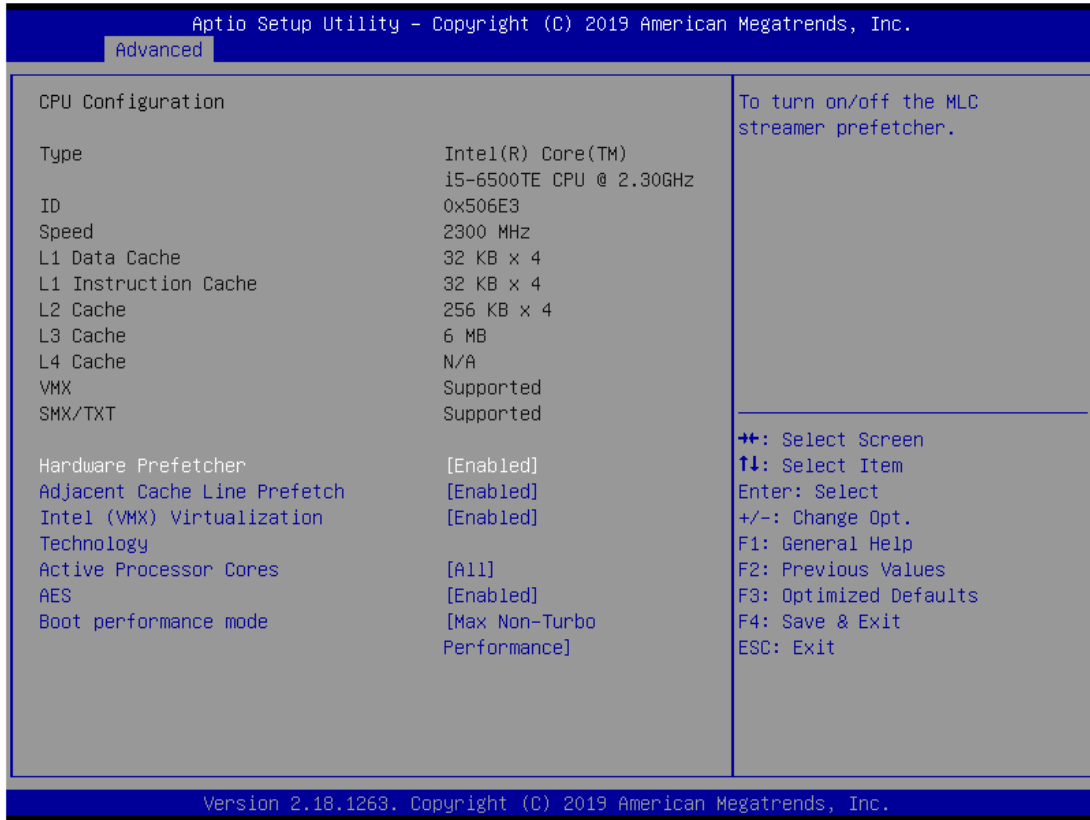 Aptio Setup Utility – Copyright (C) 2019 American Megatrends, Inc.
Advanced
CPU Configuration
Type Intel(R) Core(TM)
i5-6500TE CPU @ 2.30GHz
ID 0x506E3
Speed 2300 MHz
L1 Data Cache 32 KB x 4
L1 Instruction Cache 32 KB x 4
L2 Cache 256 KB x 4
L3 Cache 6 MB
L4 Cache N/A
VMX Supported
SMX/TXT Supported
Hardware Prefetcher [Enabled]
Adjacent Cache Line Prefetch [Enabled]
Intel (VMX) Virtualization [Enabled]
Technology
Active Processor Cores [All]
AES [Enabled]
Boot performance mode [Max Non-Turbo
Performance]
To turn on/off the MLC
streamer prefetcher.
→←: Select Screen
↑↓: Select Item
Enter: Select
+/-: Change Opt.
F1: General Help
F2: Previous Values
F3: Optimized Defaults
F4: Save & Exit
ESC: Exit
Version 2.18.1263. Copyright (C) 2019 American Megatrends, Inc.